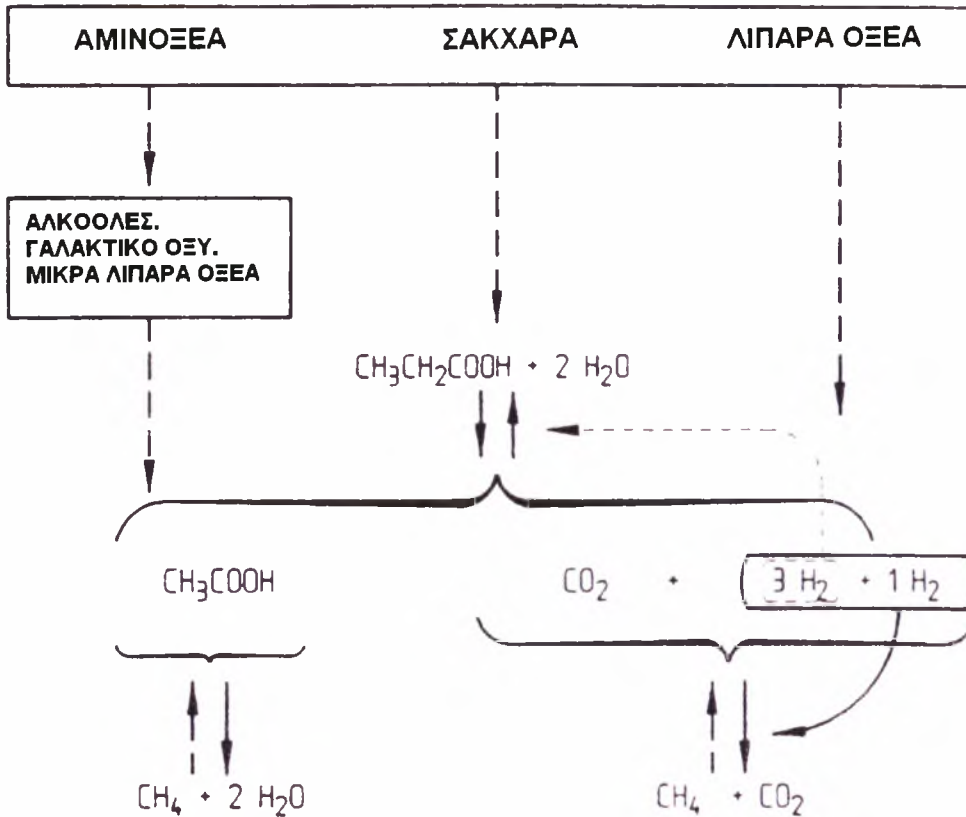 ΑΜΙΝΟΞΕΑ ΣΑΚΧΑΡΑ ΛΙΠΑΡΑ ΟΞΕΑ
ΑΛΚΟΟΛΕΣ.
ΓΑΛΑΚΤΙΚΟ ΟΞΥ.
ΜΙΚΡΑ ΛΙΠΑΡΑ ΟΞΕΑ
CH₃CH₂COOH + 2 H₂O
CH₃COOH CO₂ + 3 H₂ + 1 H₂
CH₄ + 2 H₂O CH₄ + CO₂